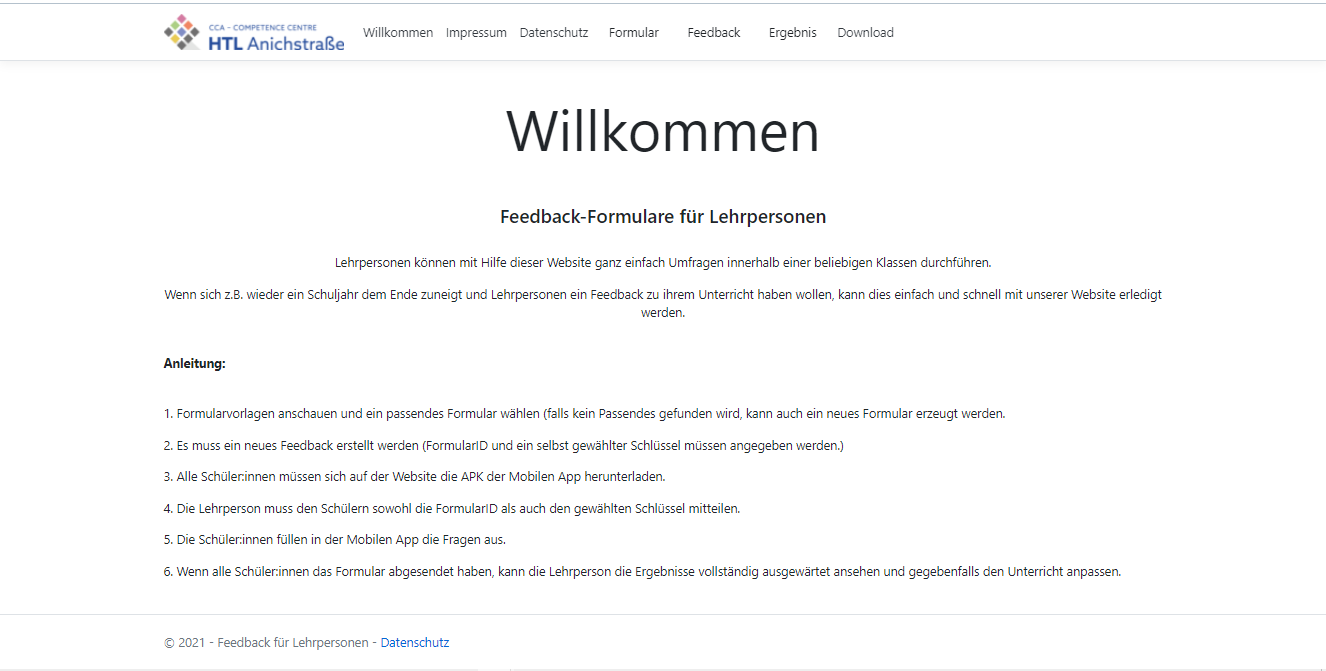 CCA - COMPETENCE CENTRE
HTL Anichstraße
Willkommen Impressum Datenschutz Formular Feedback Ergebnis Download
Willkommen
Feedback-Formulare für Lehrpersonen
Lehrpersonen können mit Hilfe dieser Website ganz einfach Umfragen innerhalb einer beliebigen Klassen durchführen.
Wenn sich z.B. wieder ein Schuljahr dem Ende zuneigt und Lehrpersonen ein Feedback zu ihrem Unterricht haben wollen, kann dies einfach und schnell mit unserer Website erledigt
werden.
Anleitung:
1. Formularvorlagen anschauen und ein passendes Formular wählen (falls kein Passendes gefunden wird, kann auch ein neues Formular erzeugt werden.
2. Es muss ein neues Feedback erstellt werden (FormularID und ein selbst gewählter Schlüssel müssen angegeben werden.)
3. Alle Schüler:innen müssen sich auf der Website die APK der Mobilen App herunterladen.
4. Die Lehrperson muss den Schülern sowohl die FormularID als auch den gewählten Schlüssel mitteilen.
5. Die Schüler:innen füllen in der Mobilen App die Fragen aus.
6. Wenn alle Schüler:innen das Formular abgesendet haben, kann die Lehrperson die Ergebnisse vollständig ausgewärtet ansehen und gegebenfalls den Unterricht anpassen.
© 2021 - Feedback für Lehrpersonen - Datenschutz